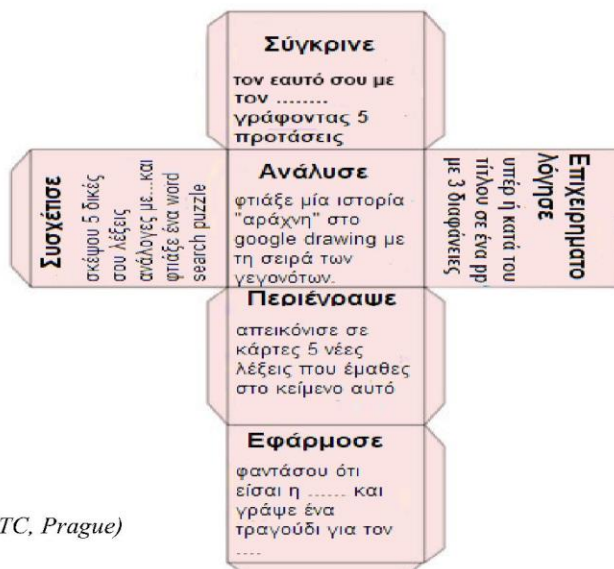 Σύγκρινε
τον εαυτό σου με
τον ........
γράφοντας 5
προτάσεις
Συσχέτισε
σκέψου 5 δικές
σου λέξεις
ανάλογες με...και
φτιάξε ένα word
search puzzle
Ανάλυσε
φτιάξε μία ιστορία
"αράχνη" στο
google drawing με
τη σειρά των
γεγονότων.
Επιχειρηματο
λόγησε
υπέρ ή κατά του
τίτλου σε ένα pp
με 3 διαφάνειες
Περιέγραψε
απεικόνισε σε
κάρτες 5 νέες
λέξεις που έμαθες
στο κείμενο αυτό
Εφάρμοσε
φαντάσου ότι
είσαι η ...... και
γράψε ένα
τραγούδι για τον
....
TC, Prague)